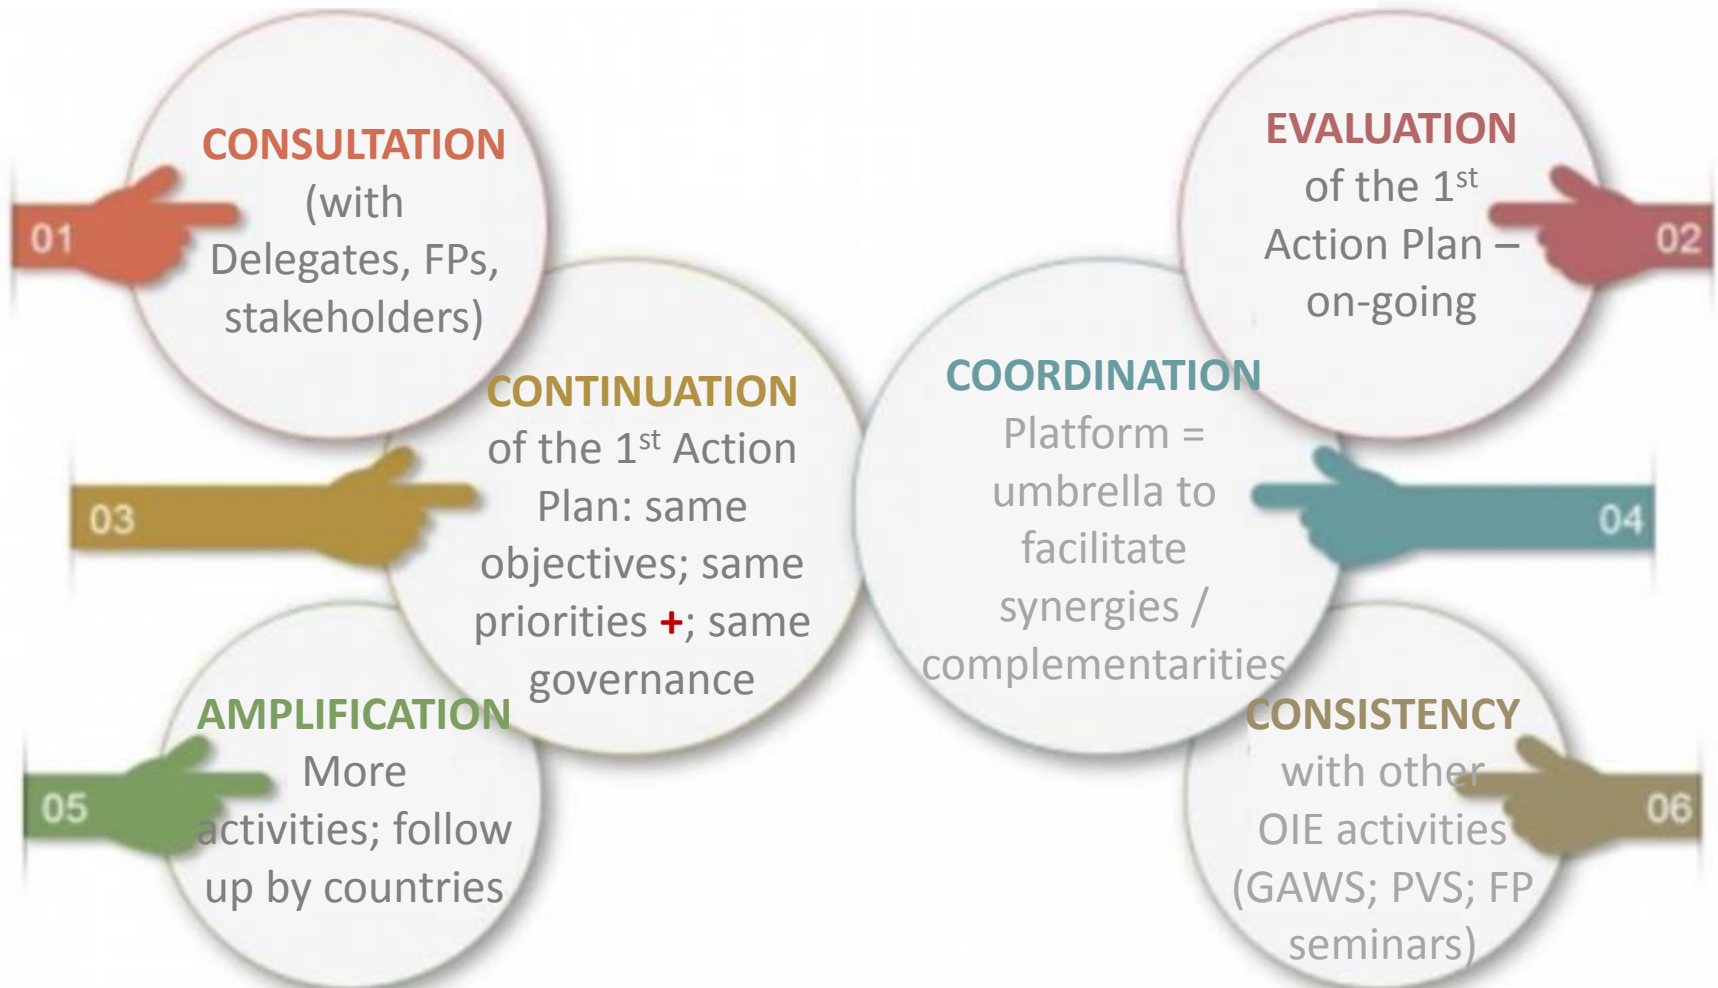 01
CONSULTATION
(with
Delegates, FPs,
stakeholders)
02
EVALUATION
of the 1st
Action Plan –
on-going
03
CONTINUATION
of the 1st Action
Plan: same
objectives; same
priorities +; same
governance
04
COORDINATION
Platform =
umbrella to
facilitate
synergies /
complementarities
05
AMPLIFICATION
More
activities; follow
up by countries
06
CONSISTENCY
with other
OIE activities
(GAWS; PVS; FP
seminars)